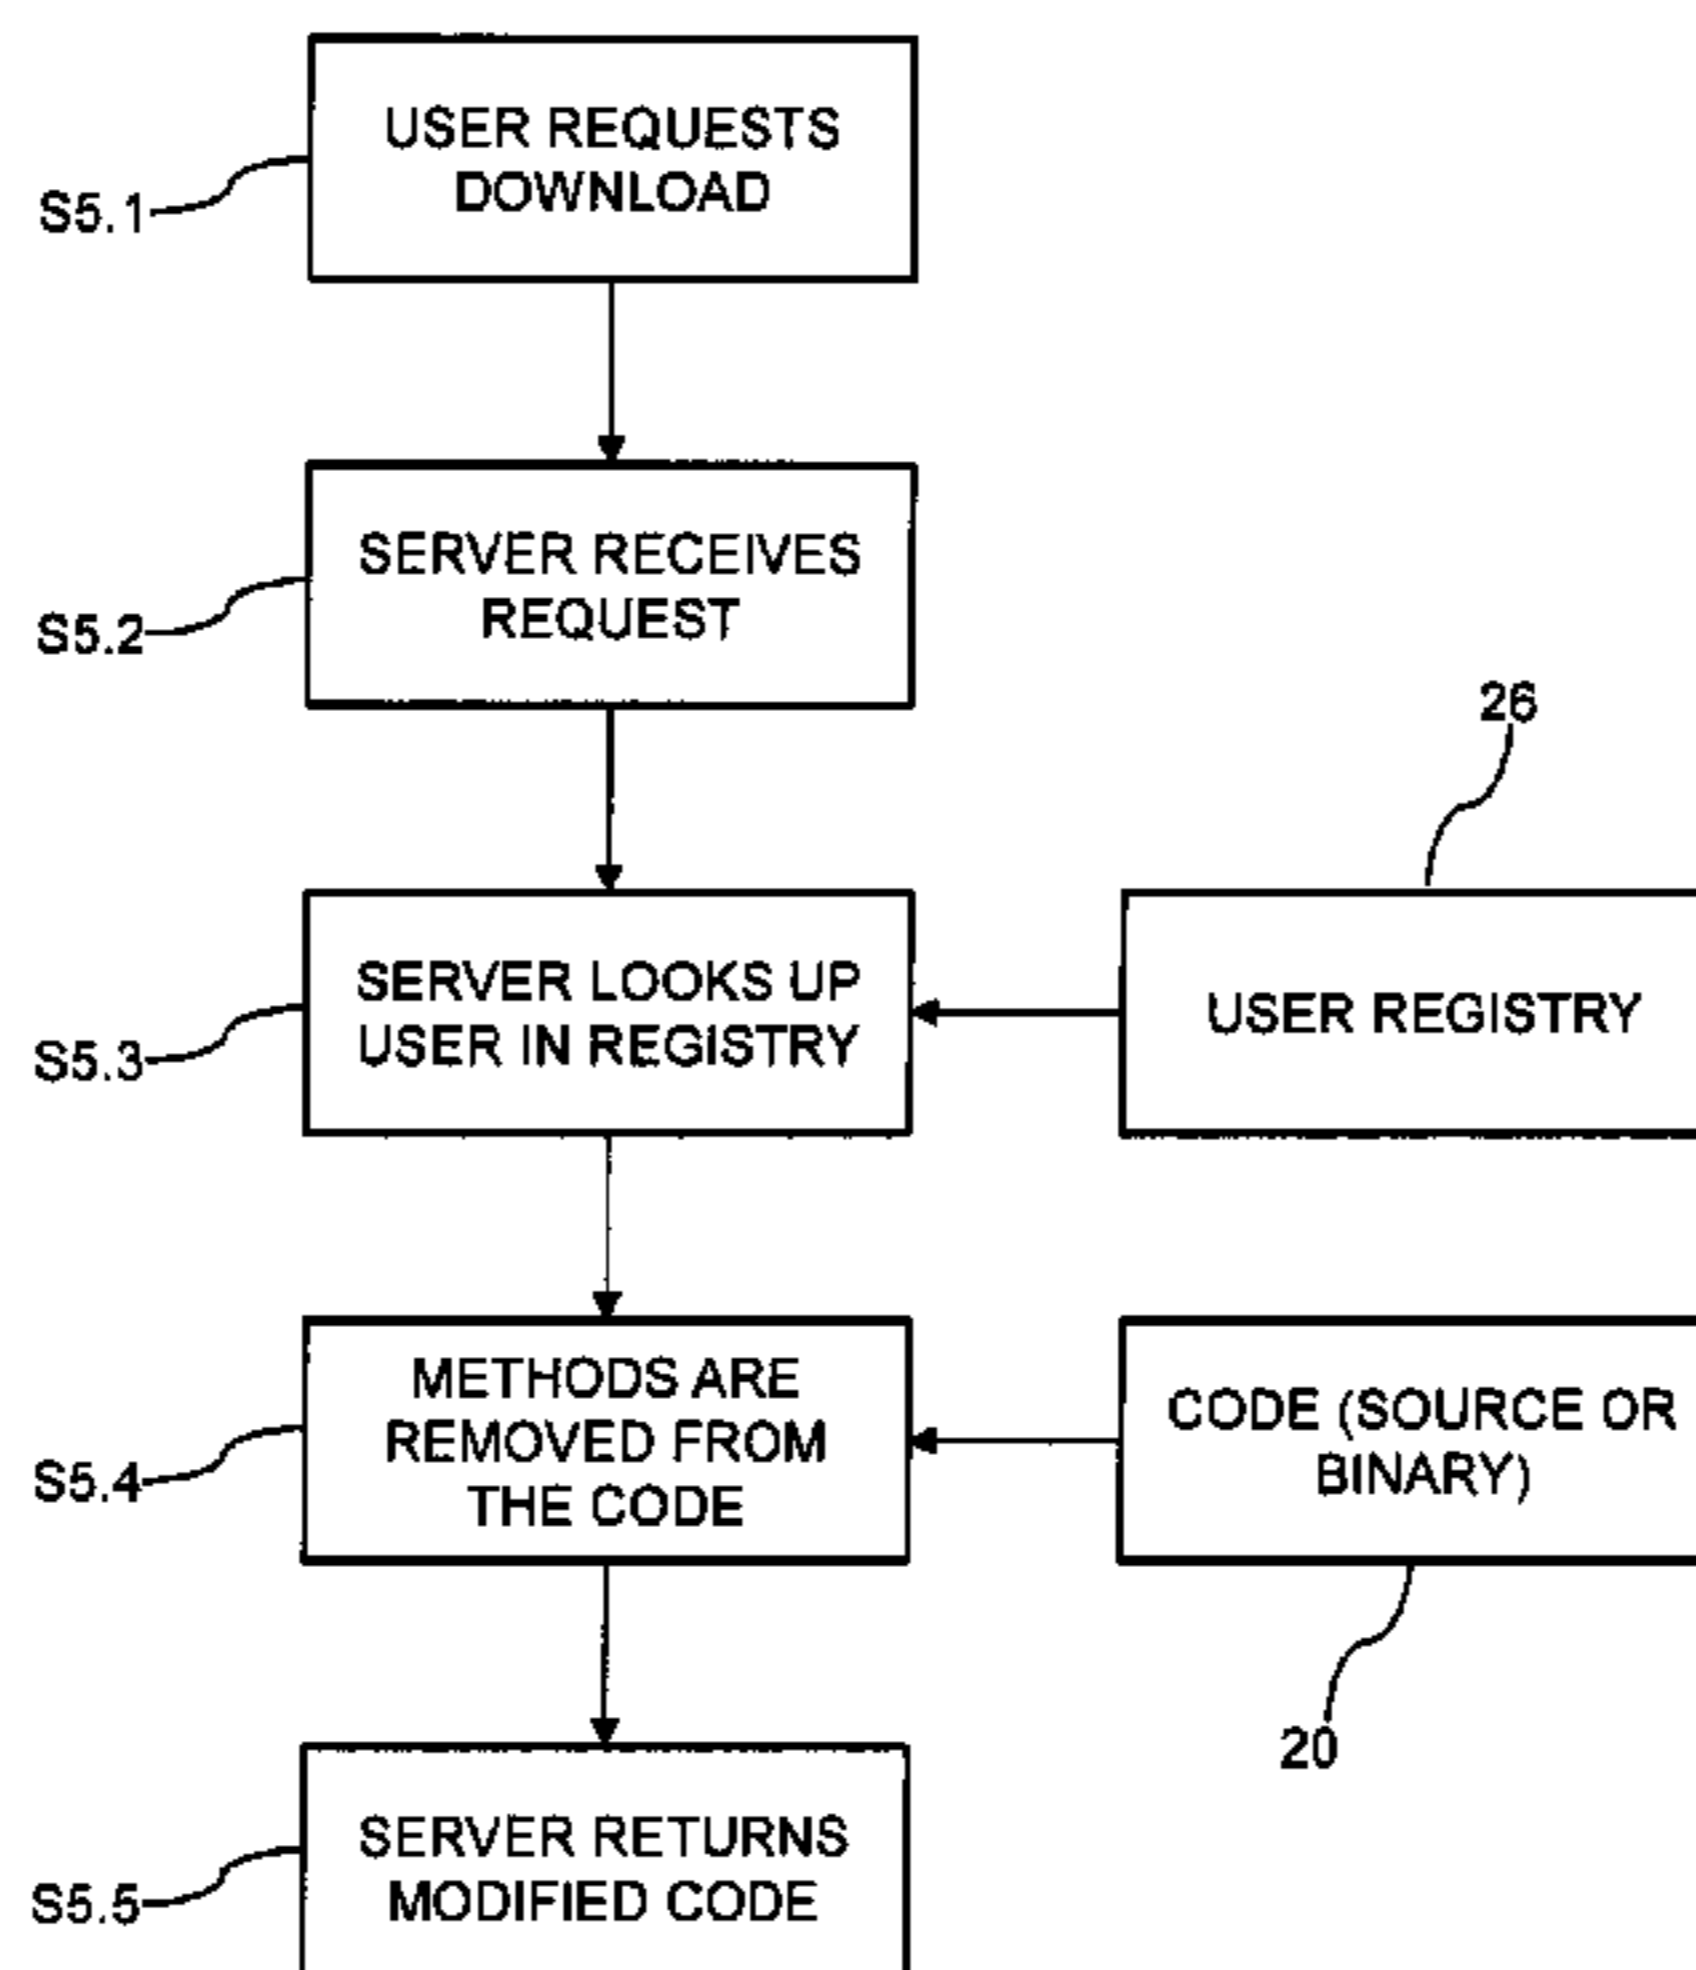 USER REQUESTS
DOWNLOAD
S5.1
SERVER RECEIVES
REQUEST
S5.2
26
SERVER LOOKS UP
USER IN REGISTRY
USER REGISTRY
S5.3
METHODS ARE
REMOVED FROM
THE CODE
CODE (SOURCE OR
BINARY)
S5.4
20
SERVER RETURNS
MODIFIED CODE
S5.5